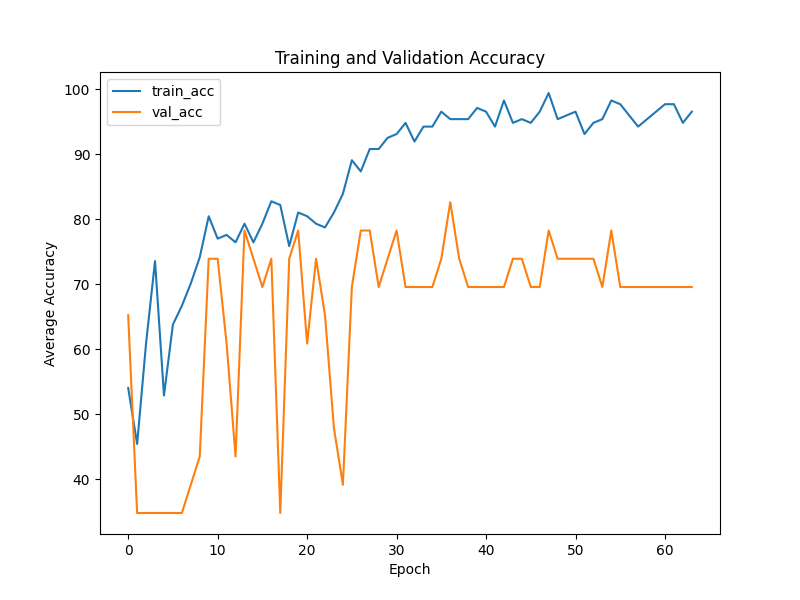 Training and Validation Accuracy
train_acc
val_acc
100
90
80
70
60
50
40
Average Accuracy
0 10 20 30 40 50 60
Epoch